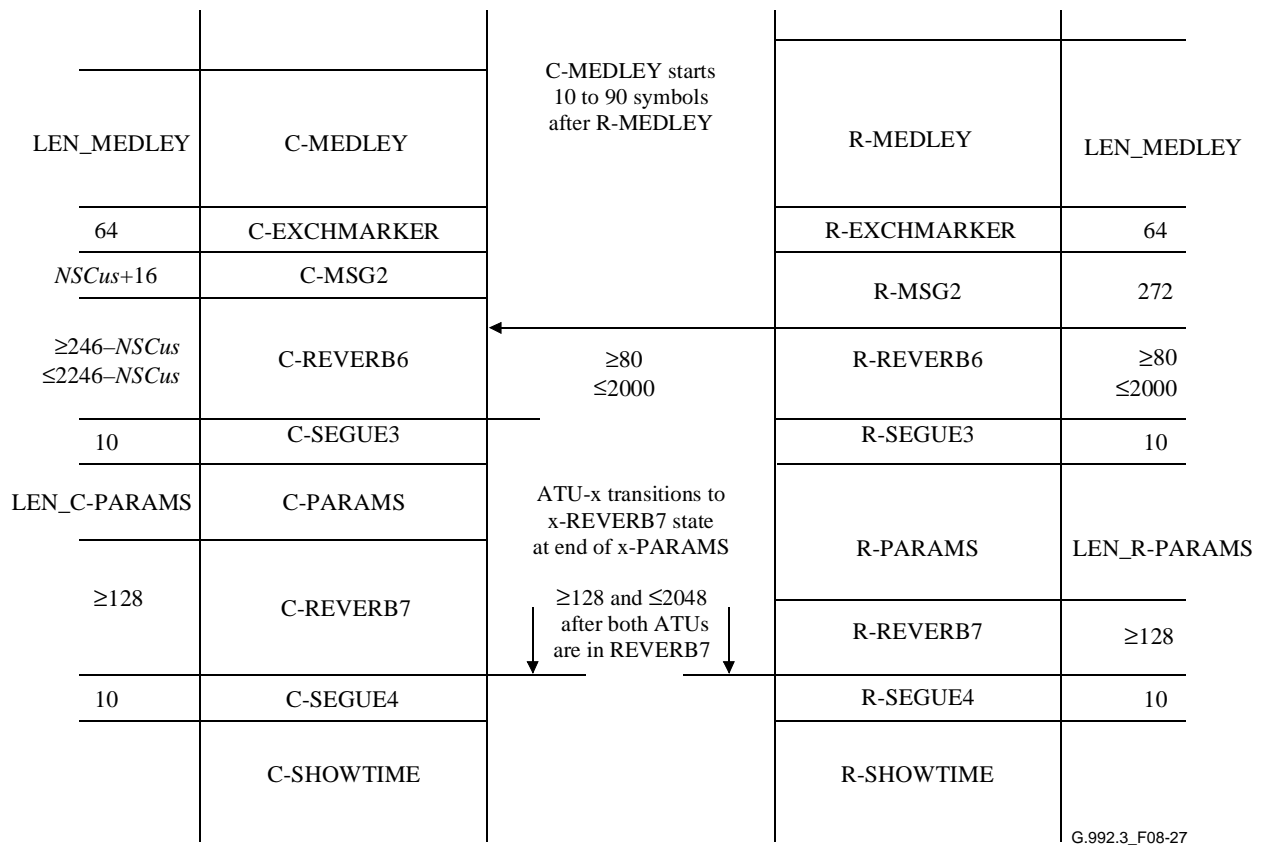 C-MEDLEY starts
10 to 90 symbols
after R-MEDLEY
LEN_MEDLEY
C-MEDLEY
R-MEDLEY
LEN_MEDLEY
64
C-EXCHMARKER
R-EXCHMARKER
64
NSCus+16
C-MSG2
R-MSG2
272
≥246–NSCus
≤2246–NSCus
C-REVERB6
≥80
≤2000
R-REVERB6
≥80
≤2000
10
C-SEGUE3
R-SEGUE3
10
LEN_C-PARAMS
C-PARAMS
ATU-x transitions to
x-REVERB7 state
at end of x-PARAMS
R-PARAMS
LEN_R-PARAMS
≥128
C-REVERB7
≥128 and ≤2048
after both ATUs
are in REVERB7
R-REVERB7
≥128
10
C-SEGUE4
R-SEGUE4
10
C-SHOWTIME
R-SHOWTIME
G.992.3_F08-27